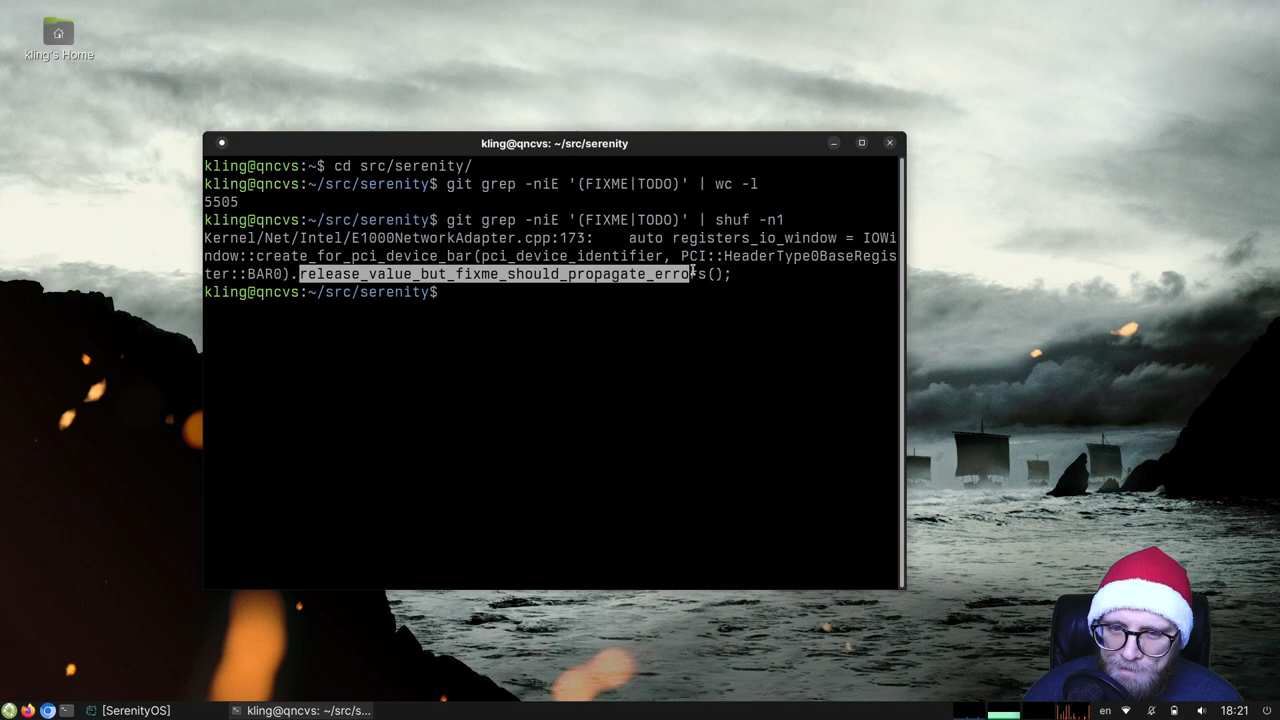 kling's Home
kling@qncvs: ~/src/serenity
kling@qncvs:~$ cd src/serenity/
kling@qncvs:~/src/serenity$ git grep -niE '(FIXME|TODO)' | wc -l
5505
kling@qncvs:~/src/serenity$ git grep -niE '(FIXME|TODO)' | shuf -n1
Kernel/Net/Intel/E1000NetworkAdapter.cpp:173:    auto registers_io_window = IOWi
ndow::create_for_pci_device_bar(pci_device_identifier, PCI::HeaderType0BaseRegis
ter::BAR0).release_value_but_fixme_should_propagate_errors();
kling@qncvs:~/src/serenity$
[SerenityOS]
kling@qncvs: ~/src/s...
en
18:21